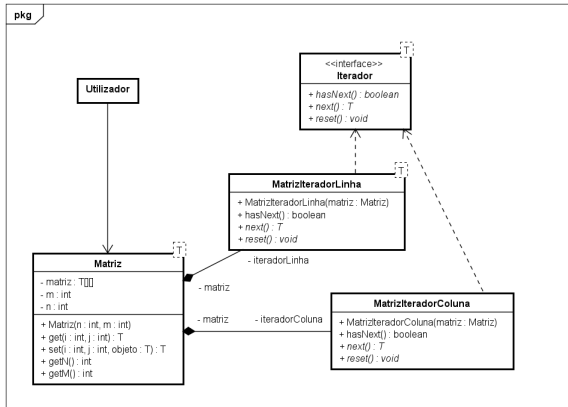 pkg
T
<<interface>>
Iterador
+ hasNext() : boolean
+ next() : T
+ reset() : void
Utilizador
T
MatrizIteradorLinha
+ MatrizIteradorLinha(matriz : Matriz)
+ hasNext() : boolean
+ next() : T
+ reset() : void
- iteradorLinha
- matriz
T
Matriz
- matriz : T[][]
- m : int
- n : int
+ Matriz(n : int, m : int)
+ get(i : int, j : int) : T
+ set(i : int, j : int, objeto : T) : T
+ getN() : int
+ getM() : int
- matriz
- iteradorColuna
MatrizIteradorColuna
+ MatrizIteradorColuna(matriz : Matriz)
+ hasNext() : boolean
+ next() : T
+ reset() : void